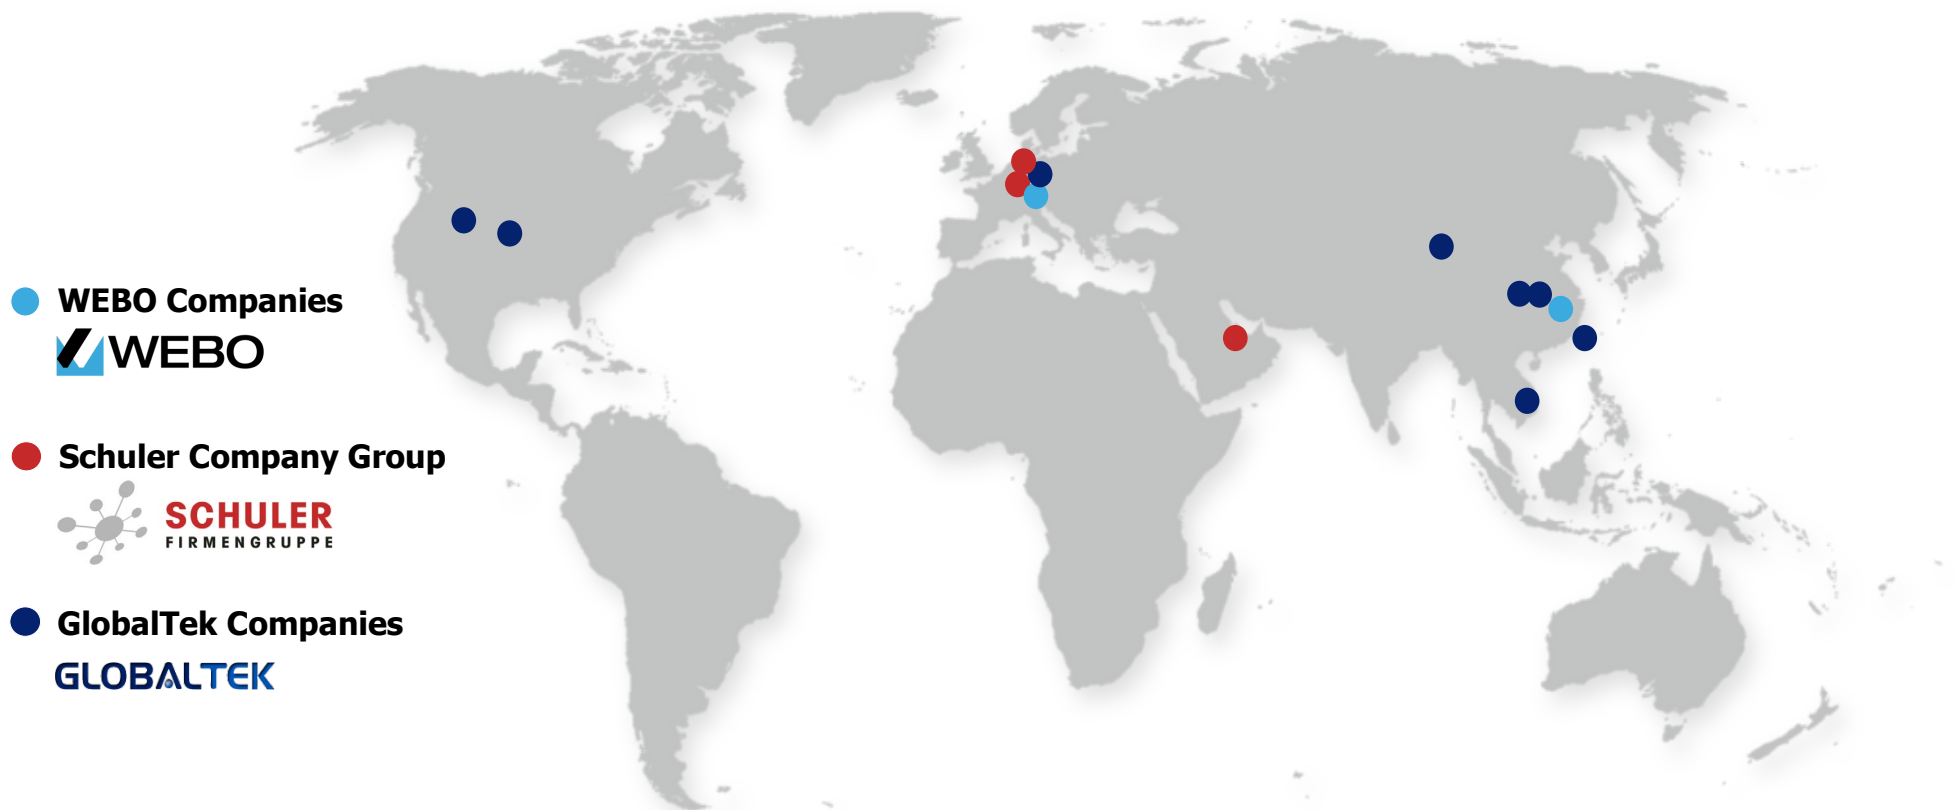 WEBO Companies
WEBO
Schuler Company Group
SCHULER
FIRMENGRUPPE
GlobalTek Companies
GLOBALTEK